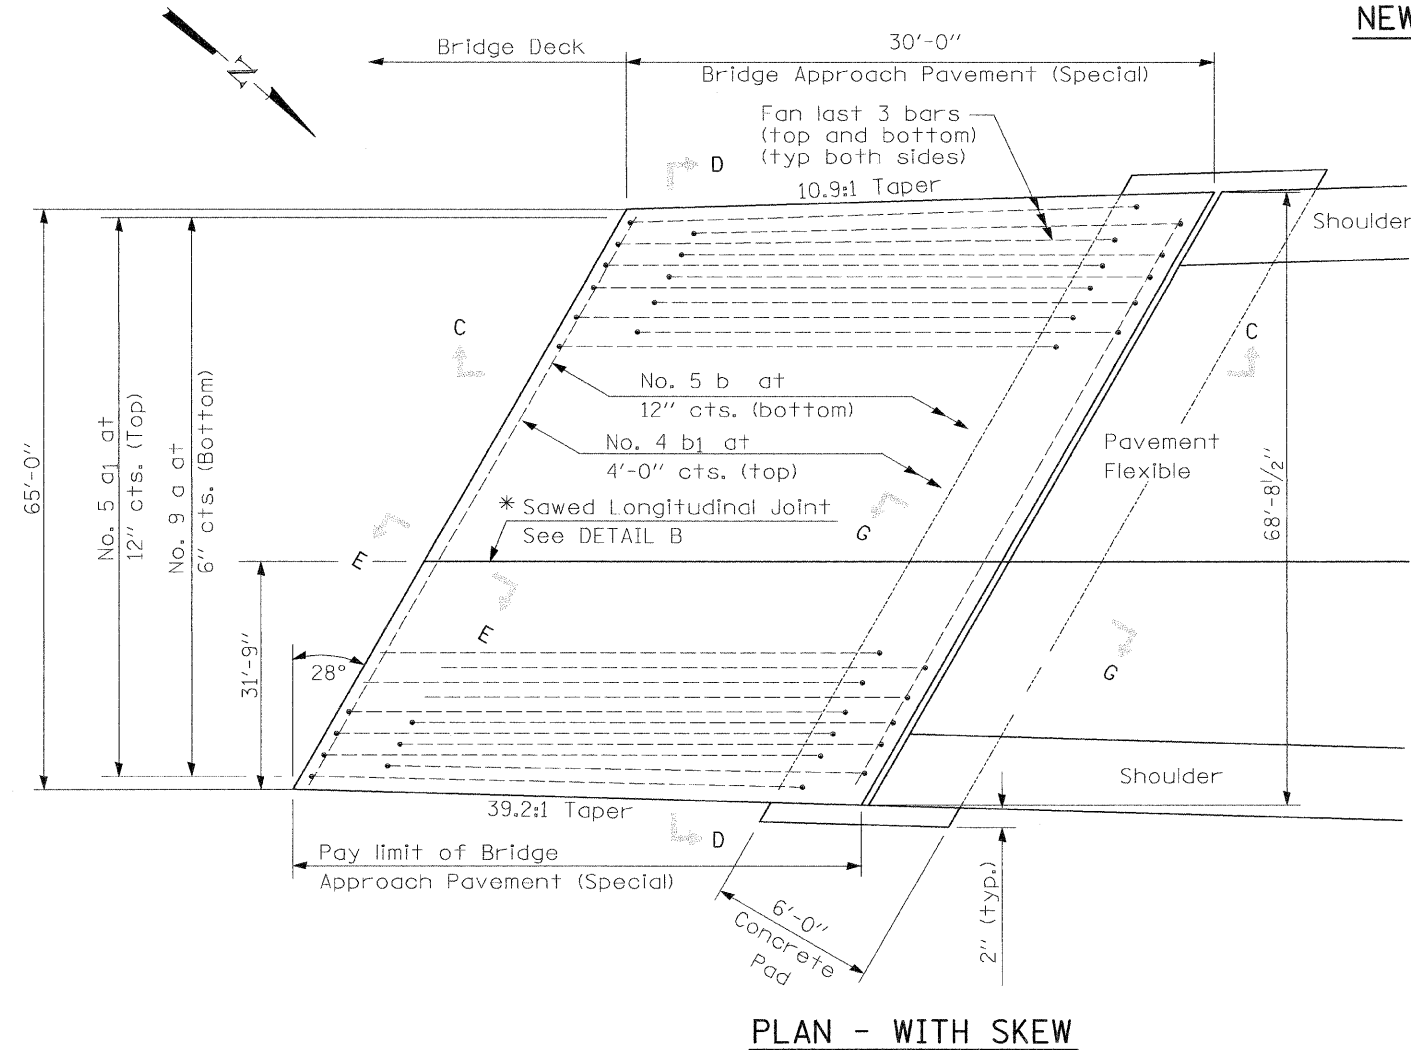 NEW
N
Bridge Deck
30'-0"
Bridge Approach Pavement (Special)
Fan last 3 bars
(top and bottom)
(typ both sides)
D
10.9:1 Taper
Shoulder
C
C
No. 5 b at
12" cts. (bottom)
No. 4 b1 at
4'-0" cts. (top)
Pavement
Flexible
65'-0"
No. 5 a1 at
12" cts. (Top)
No. 9 a at
6" cts. (Bottom)
* Sawed Longitudinal Joint
See DETAIL B
68'-8½"
E
G
E
G
31'-9"
28°
Shoulder
39.2:1 Taper
D
Pay limit of Bridge
Approach Pavement (Special)
6'-0"
Concrete
Pad
2" (typ.)
PLAN - WITH SKEW